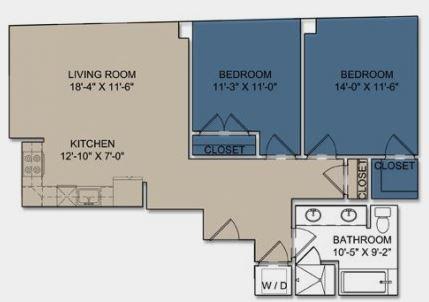 LIVING ROOM
18'-4" X 11'-6"
BEDROOM
11'-3" X 11'-0"
BEDROOM
14'-0" X 11'-6"
KITCHEN
12'-10" X 7'-0"
CLOSET
CLOSET
CLOSET
BATHROOM
10'-5" X 9'-2"
W / D